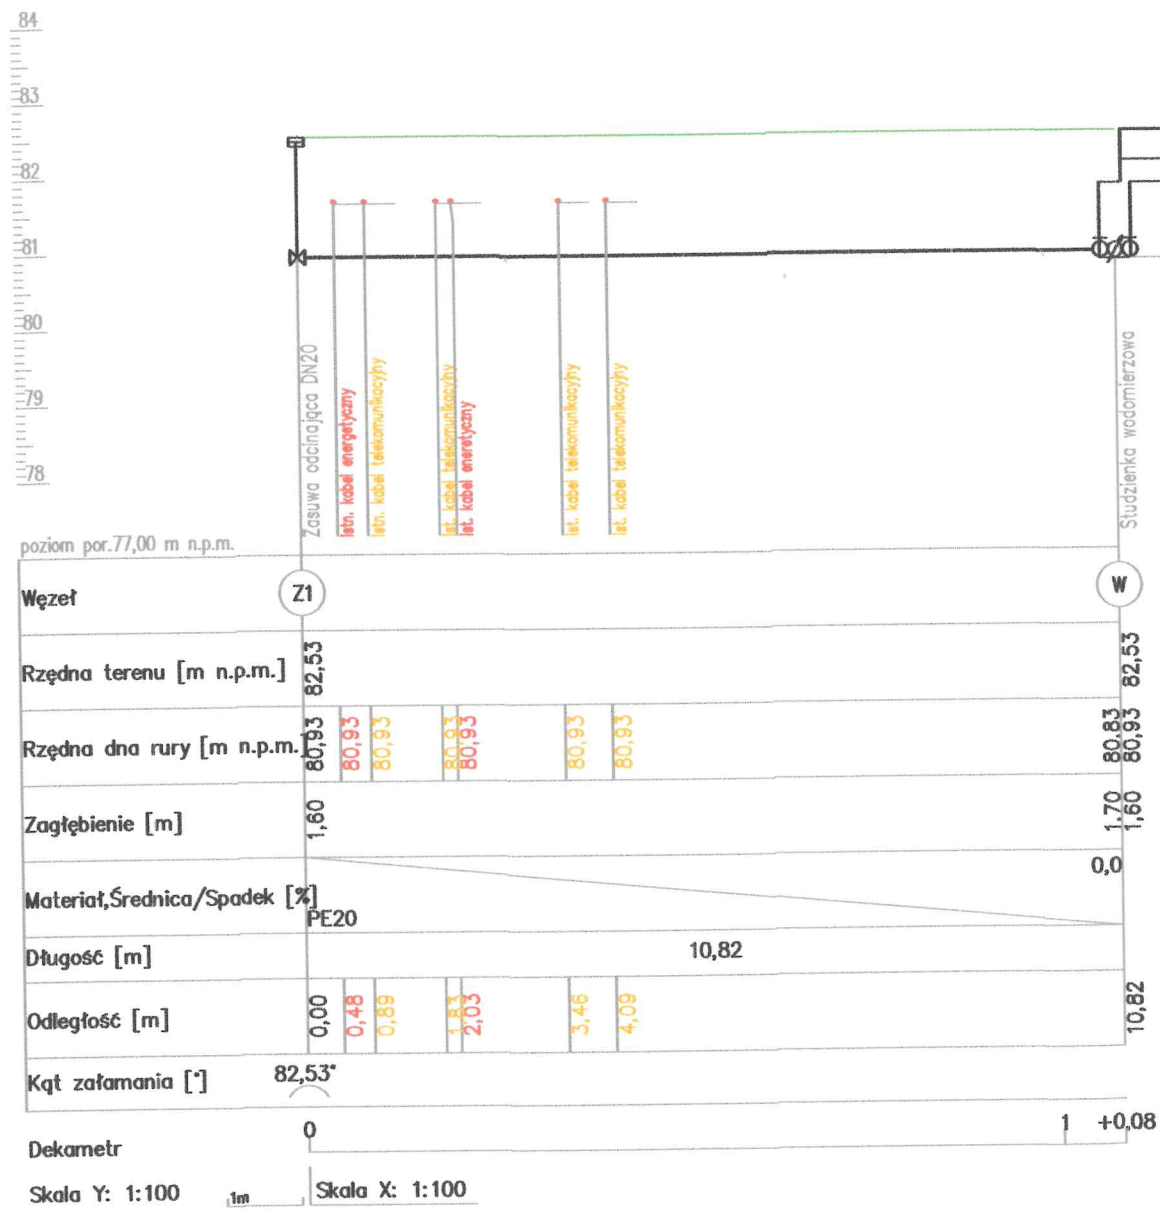 84
83
82
81
80
79
78
poziom por.77,00 m n.p.m.
Zasuwa odcinająca DN20
istn. kabel energetyczny
istn. kabel telekomunikacyjny
ist. kabel telekomunikacyjny
ist. kabel eneretyczny
ist. kabel telekomunikacyjny
ist. kabel telekomunikacyjny
Studzienka wodomierzowa
Węzeł Z1 W
Rzędna terenu [m n.p.m.] 82,53 82,53
Rzędna dna rury [m n.p.m.] 80,93 80,93 80,93 80,93 80,93 80,93 80,93 80,83 80,93
Zagłębienie [m] 1,60 1,70 1,60
Materiał,Średnica/Spadek [%] PE20 0,0
Długość [m] 10,82
Odległość [m] 0,00 0,48 0,89 1,83 2,03 3,46 4,09 10,82
Kąt załamania [°] 82,53°
Dekametr 0 1 +0,08
Skala Y: 1:100 1m Skala X: 1:100